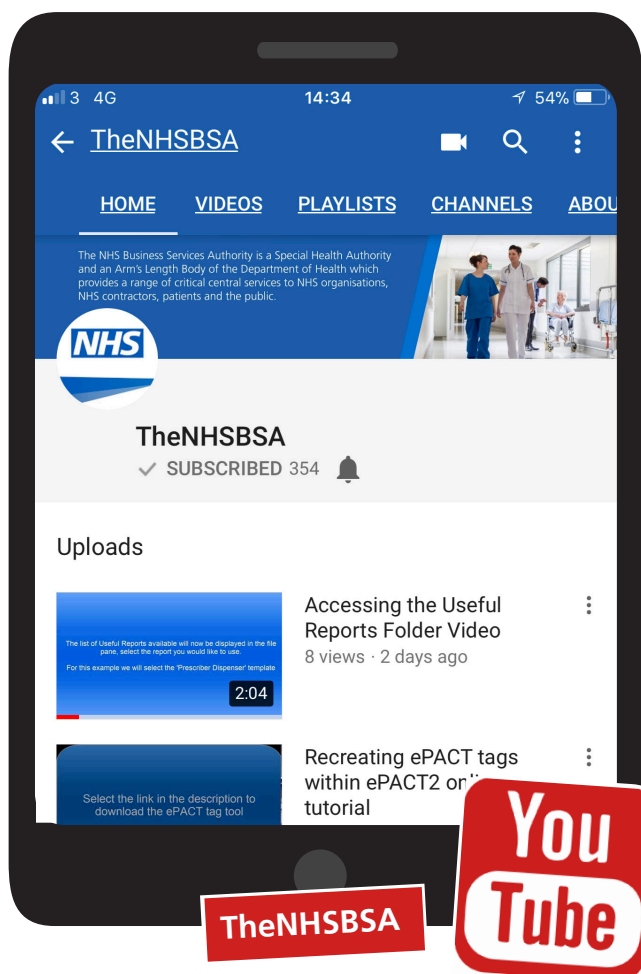 3 4G 14:34 54%
TheNHSBSA
HOME VIDEOS PLAYLISTS CHANNELS ABOU
The NHS Business Services Authority is a Special Health Authority
and an Arm's Length Body of the Department of Health which
provides a range of critical central services to NHS organisations,
NHS contractors, patients and the public.
NHS
TheNHSBSA
SUBSCRIBED 354
Uploads
The list of Useful Reports available will now be displayed in the file
pane, select the report you would like to use.
For this example we will select the 'Prescriber Dispenser' template
2:04
Accessing the Useful
Reports Folder Video
8 views · 2 days ago
Select the link in the description to
download the ePACT tag tool
Recreating ePACT tags
within ePACT2
tutorial
You
Tube
TheNHSBSA